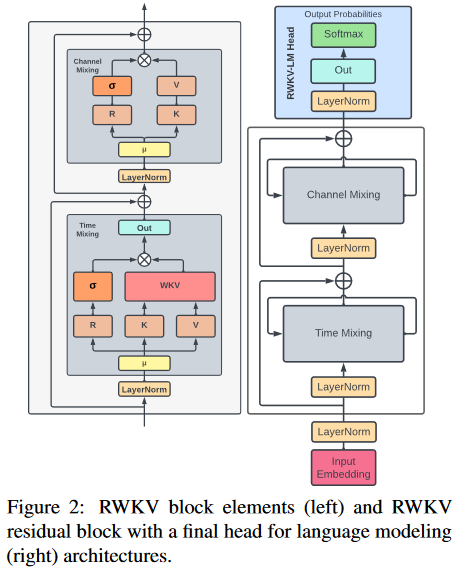 Channel
Mixing
σ
V
R
K
μ
LayerNorm
Time
Mixing
Out
σ
WKV
R
K
V
μ
LayerNorm
Output Probabilities
RWKV-LM Head
Softmax
Out
LayerNorm
Channel Mixing
LayerNorm
Time Mixing
LayerNorm
LayerNorm
Input
Embedding
Figure 2: RWKV block elements (left) and RWKV
residual block with a final head for language modeling
(right) architectures.